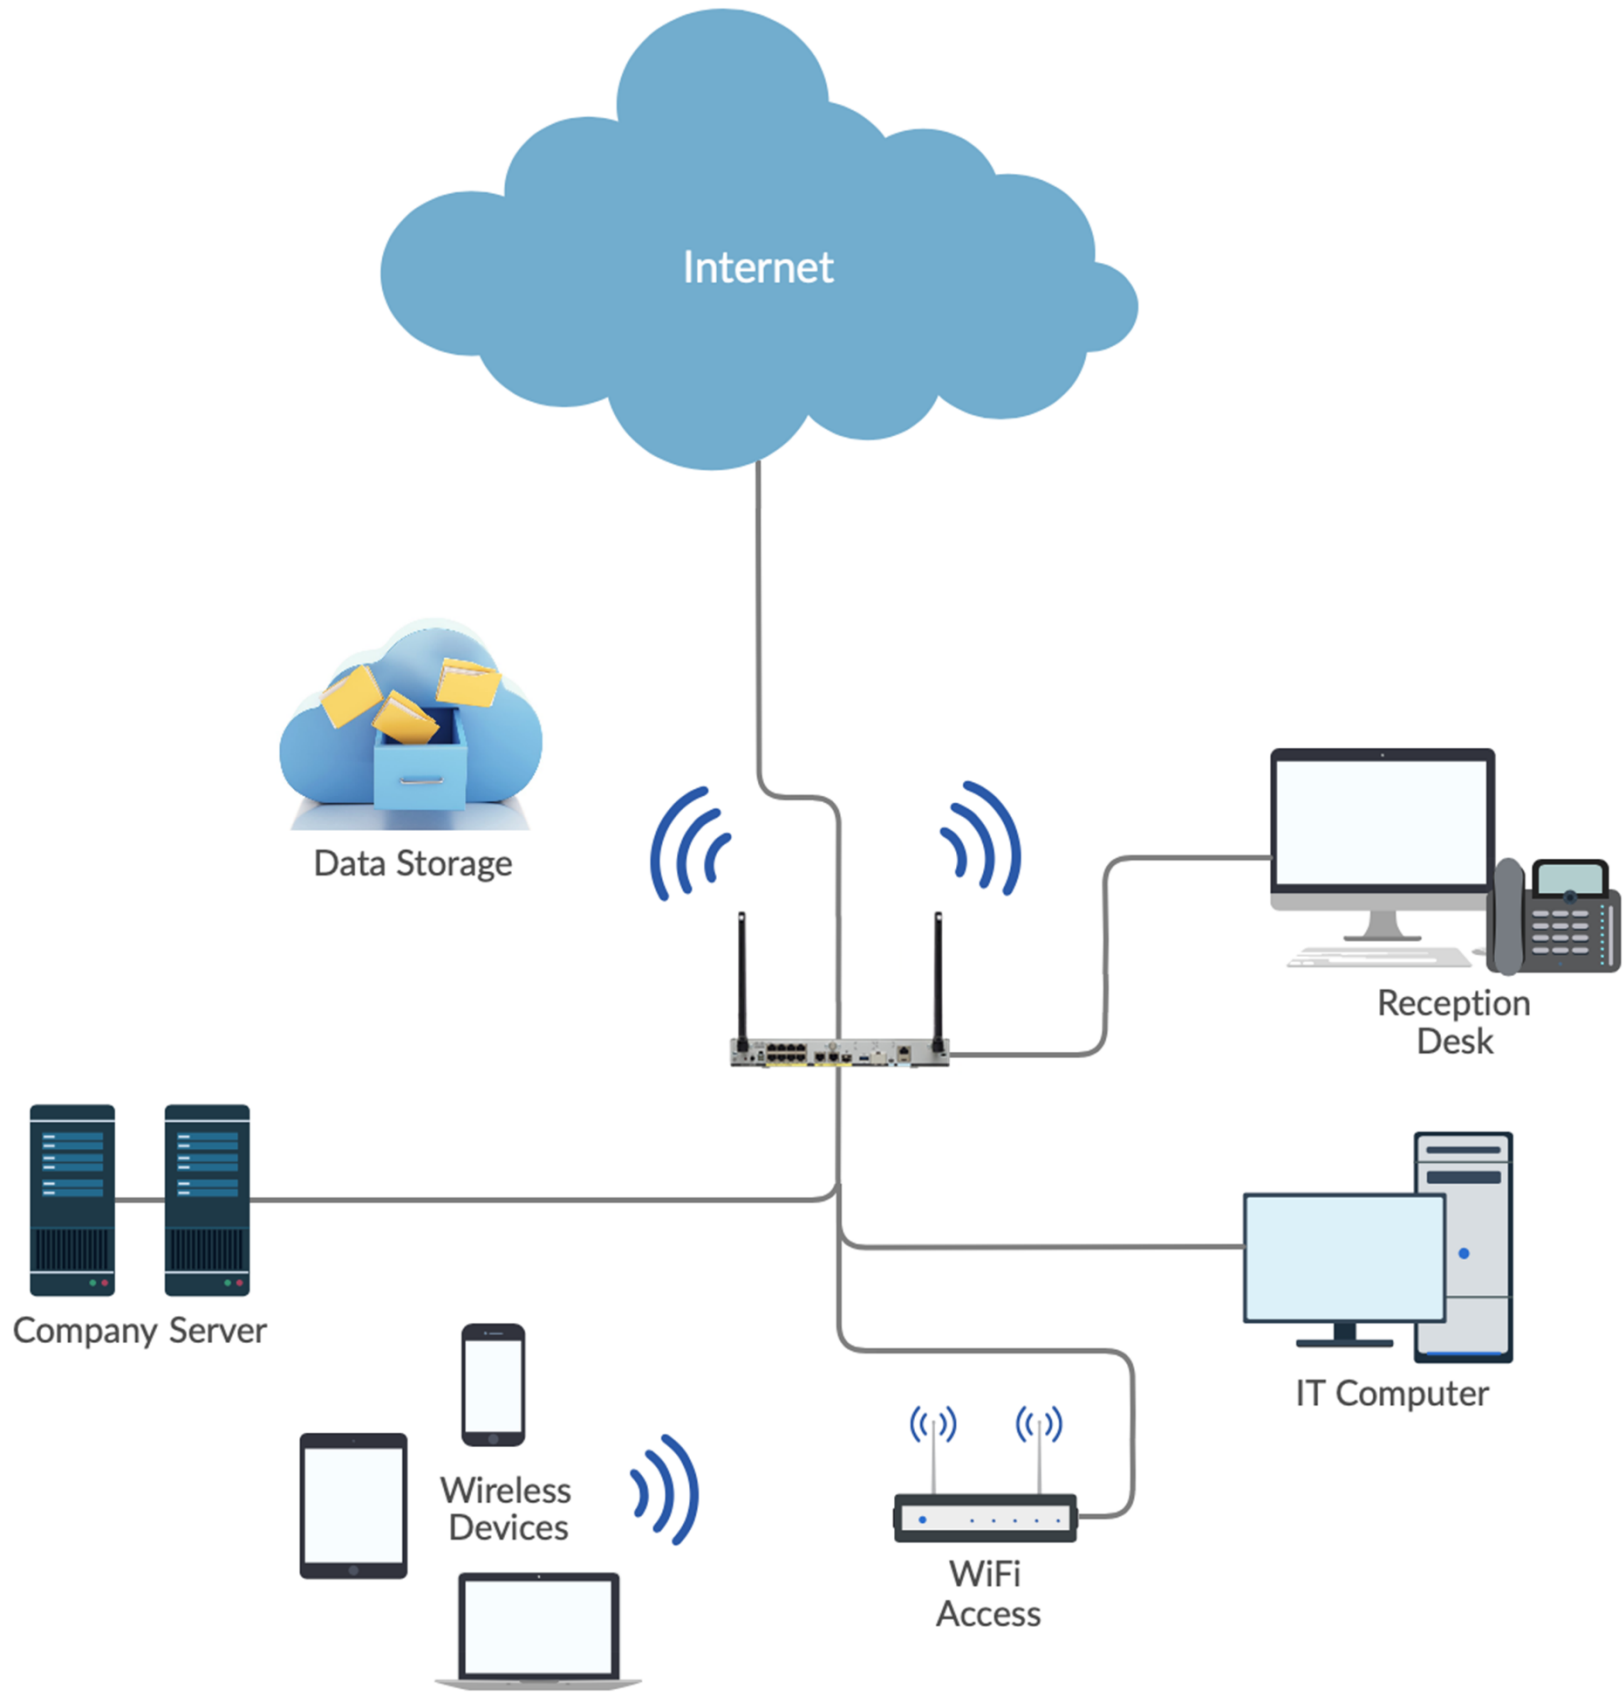 Internet
Data Storage
Reception
Desk
Company Server
IT Computer
Wireless
Devices
WiFi
Access